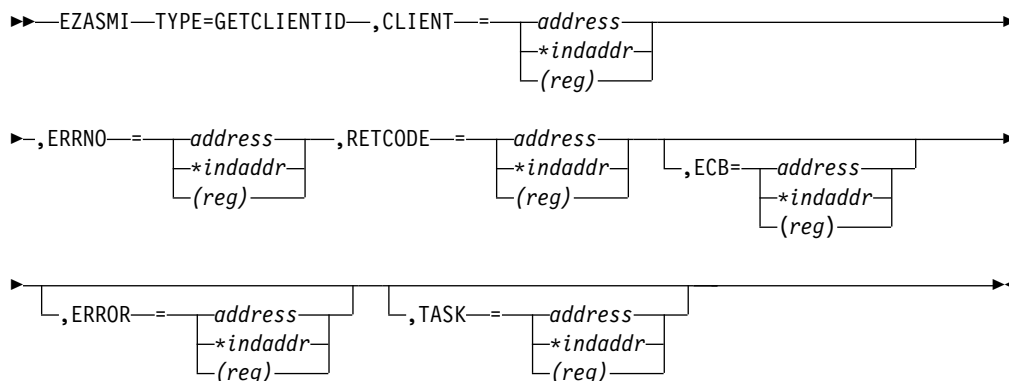 EZASMI TYPE=GETCLIENTID ,CLIENT = address
*indaddr
(reg)
,ERRNO = address ,RETCODE = address
*indaddr *indaddr ,ECB= address
(reg) (reg) *indaddr
(reg)
,ERROR = address ,TASK = address
*indaddr *indaddr
(reg) (reg)